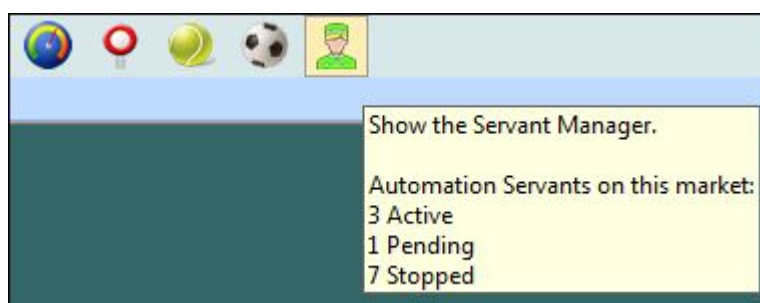 Show the Servant Manager.
Automation Servants on this market:
3 Active
1 Pending
7 Stopped